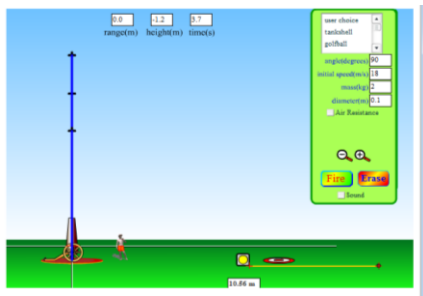 0.0 -1.2 3.7
range(m) height(m) time(s)
user choice
tankshell
golfball
angle(degrees) 90
initial speed(m/s) 18
mass(kg) 2
diameter(m) 0.1
Air Resistance
Fire Erase
Sound
10.86 m